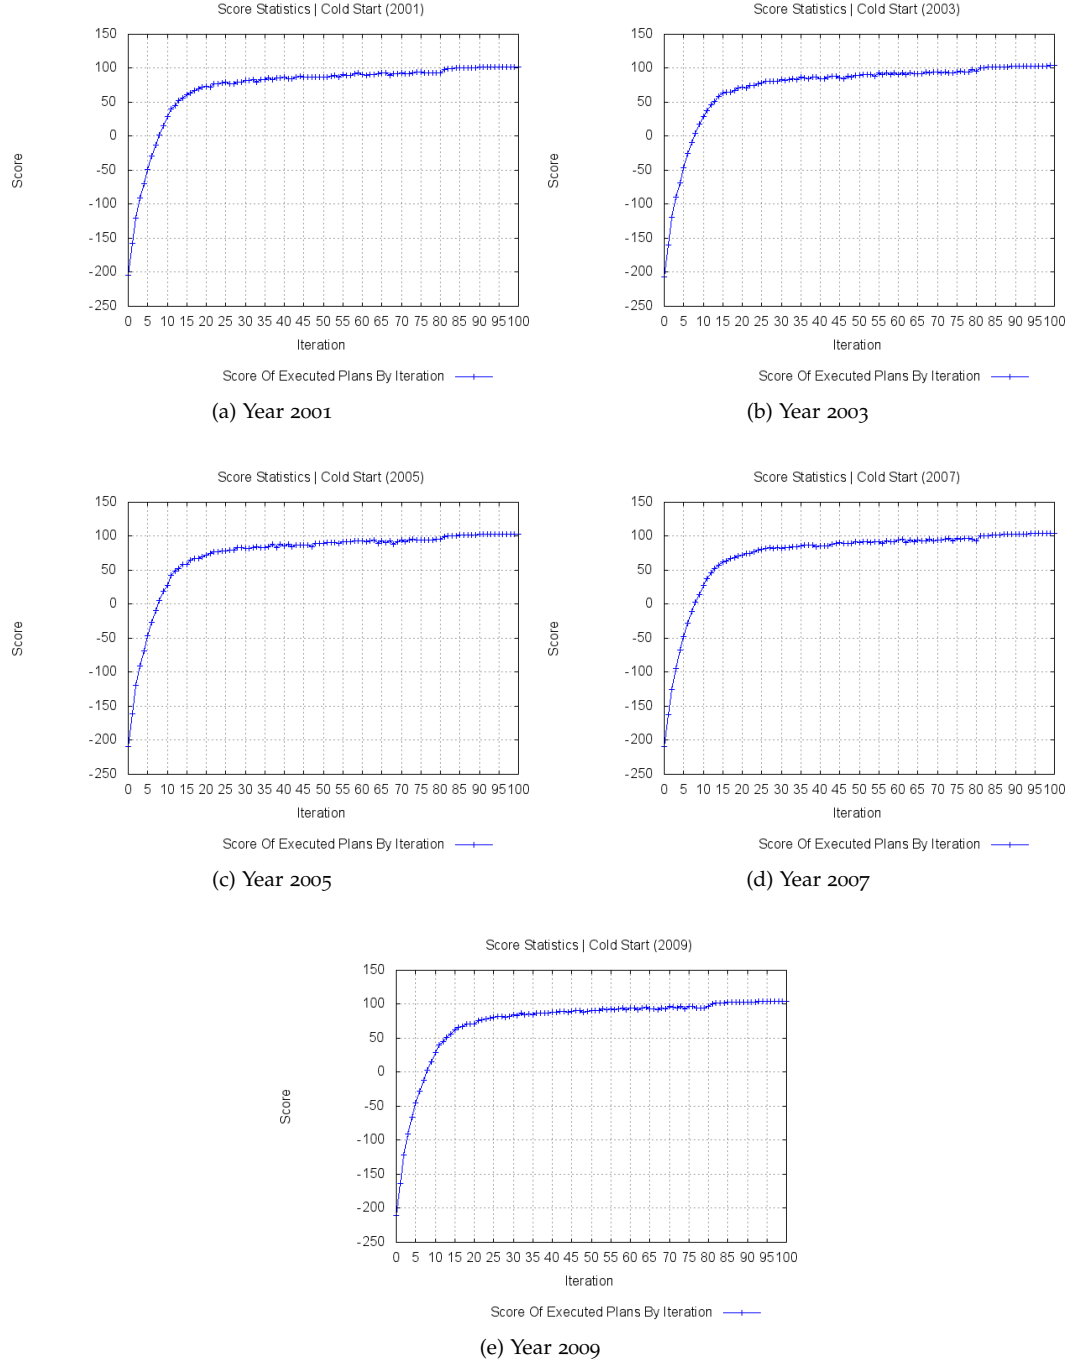 Score Statistics | Cold Start (2001)
150
100
50
0
-50
-100
-150
-200
-250
Score
0 5 10 15 20 25 30 35 40 45 50 55 60 65 70 75 80 85 90 95 100
Iteration
Score Of Executed Plans By Iteration
(a) Year 2001
Score Statistics | Cold Start (2003)
150
100
50
0
-50
-100
-150
-200
-250
Score
0 5 10 15 20 25 30 35 40 45 50 55 60 65 70 75 80 85 90 95 100
Iteration
Score Of Executed Plans By Iteration
(b) Year 2003
Score Statistics | Cold Start (2005)
150
100
50
0
-50
-100
-150
-200
-250
Score
0 5 10 15 20 25 30 35 40 45 50 55 60 65 70 75 80 85 90 95 100
Iteration
Score Of Executed Plans By Iteration
(c) Year 2005
Score Statistics | Cold Start (2007)
150
100
50
0
-50
-100
-150
-200
-250
Score
0 5 10 15 20 25 30 35 40 45 50 55 60 65 70 75 80 85 90 95 100
Iteration
Score Of Executed Plans By Iteration
(d) Year 2007
Score Statistics | Cold Start (2009)
150
100
50
0
-50
-100
-150
-200
-250
Score
0 5 10 15 20 25 30 35 40 45 50 55 60 65 70 75 80 85 90 95 100
Iteration
Score Of Executed Plans By Iteration
(e) Year 2009